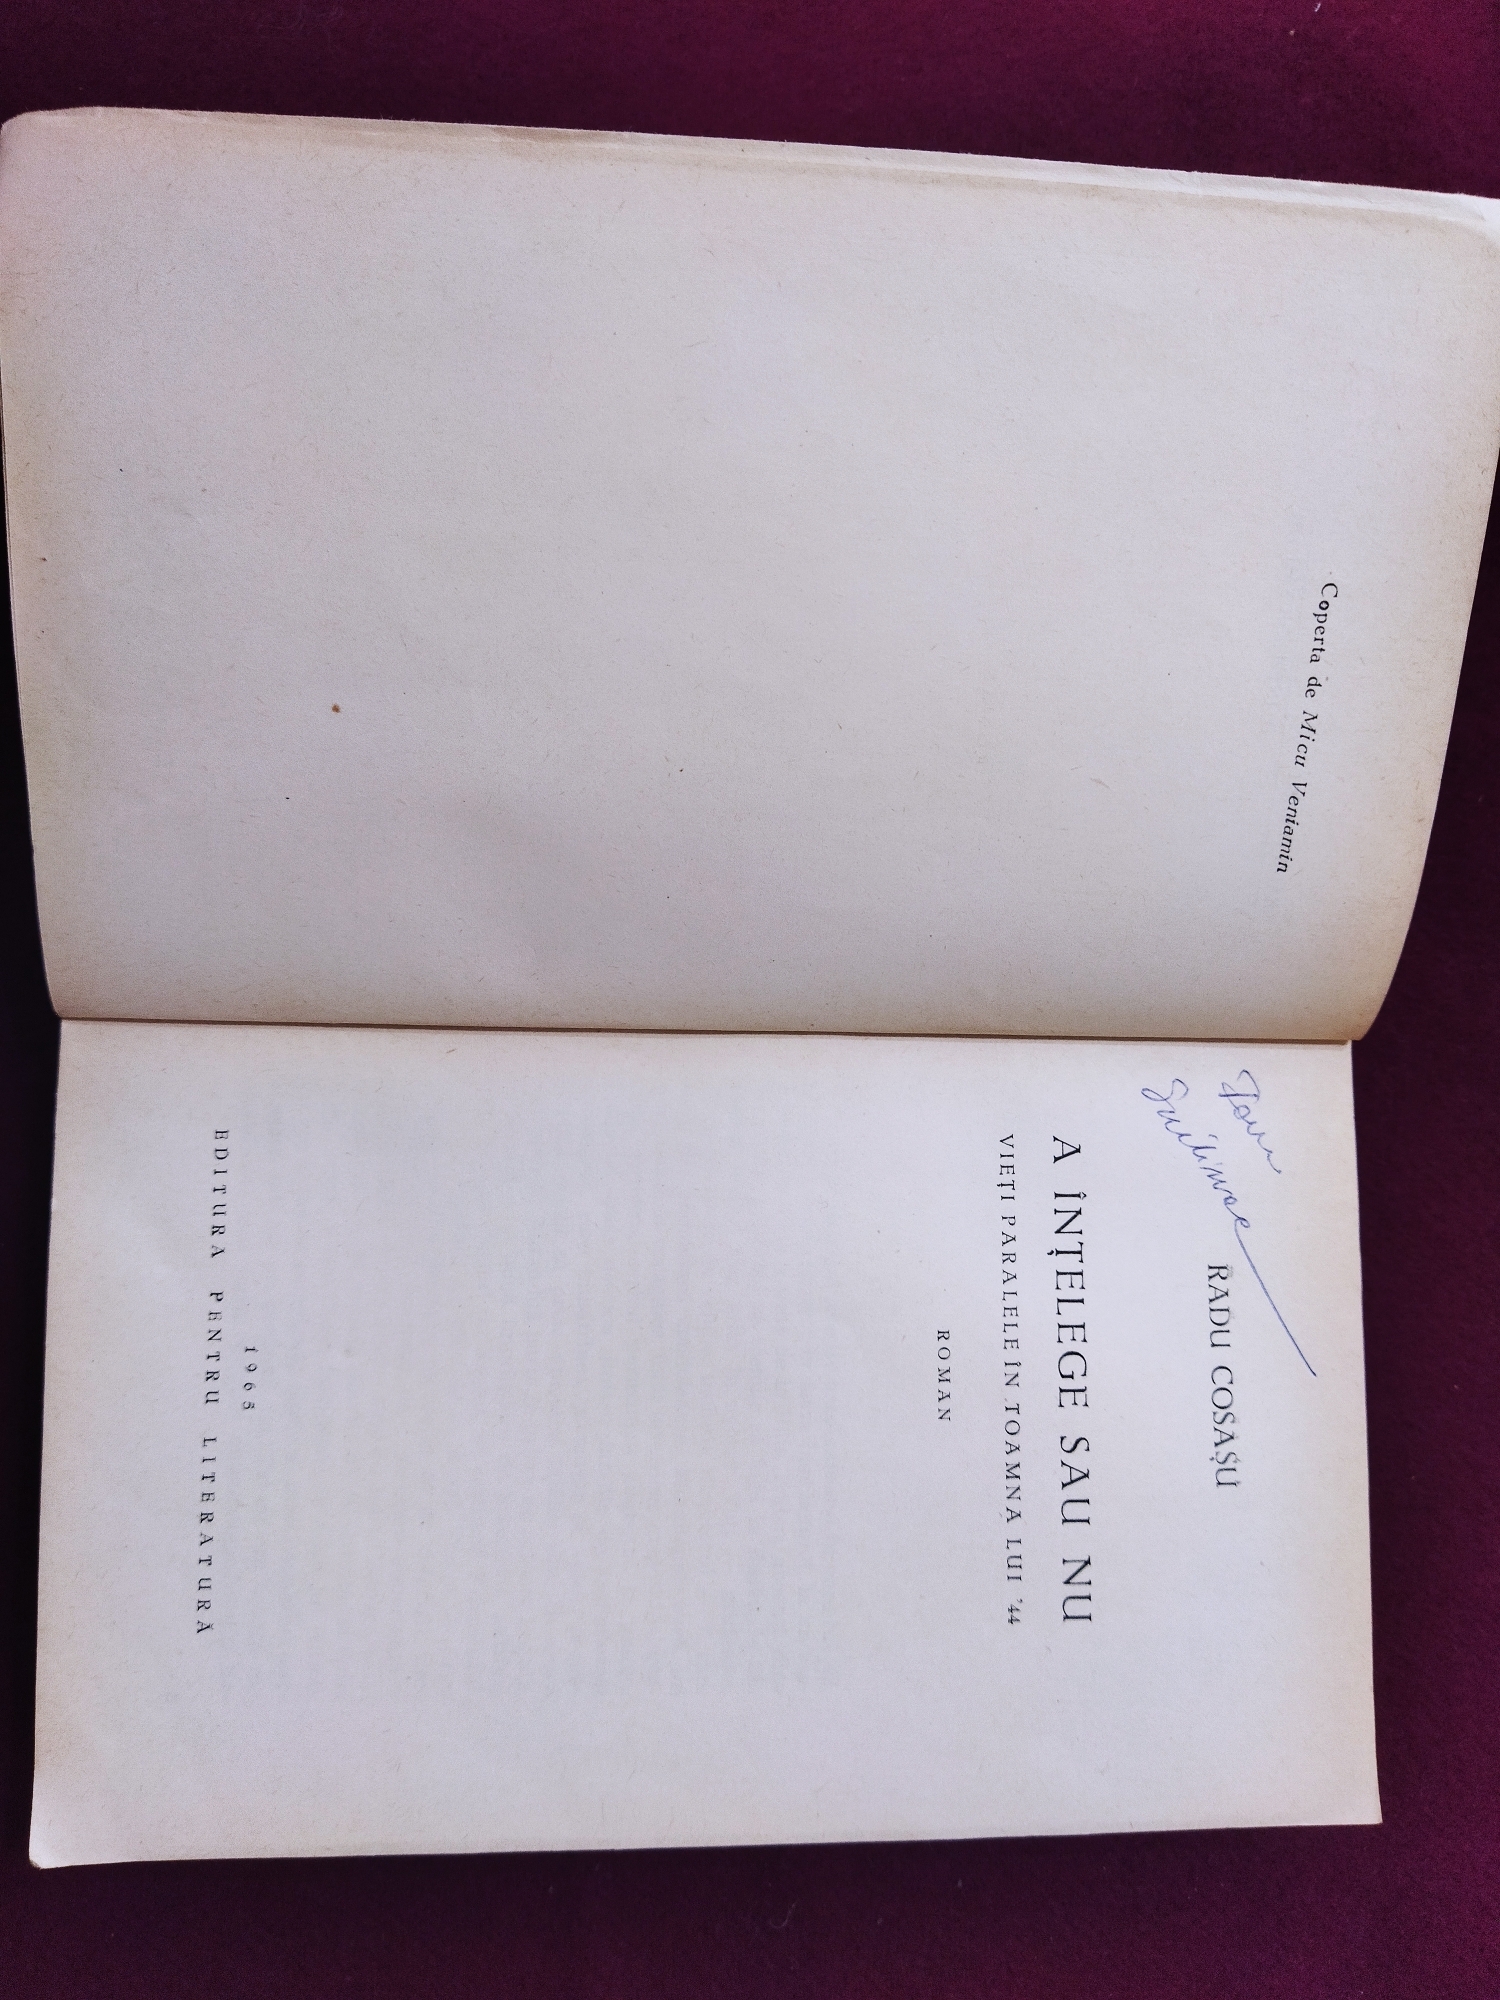 Coperta de Micu Veniamin
RADU COSAȘU
A ÎNȚELEGE SAU NU
VIEȚI PARALELE ÎN TOAMNA LUI '44
ROMAN
1965
EDITURA PENTRU LITERATURĂ